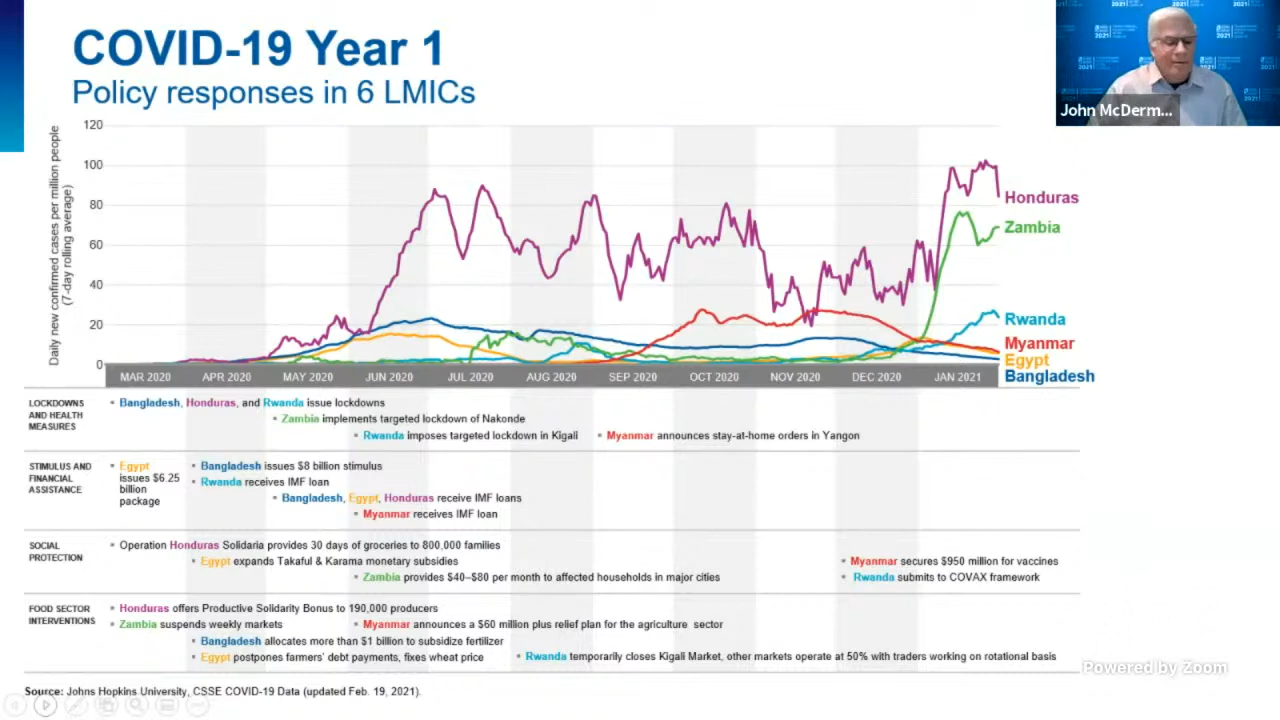 COVID-19 Year 1
Policy responses in 6 LMICs
John McDerm...
Daily new confirmed cases per million people
(7-day rolling average)
120
100
80
60
40
20
0
Honduras
Zambia
Rwanda
Myanmar
Egypt
Bangladesh
MAR 2020 APR 2020 MAY 2020 JUN 2020 JUL 2020 AUG 2020 SEP 2020 OCT 2020 NOV 2020 DEC 2020 JAN 2021
LOCKDOWNS
AND HEALTH
MEASURES
• Bangladesh, Honduras, and Rwanda issue lockdowns
• Zambia implements targeted lockdown of Nakonde
• Rwanda imposes targeted lockdown in Kigali
• Myanmar announces stay-at-home orders in Yangon
STIMULUS AND
FINANCIAL
ASSISTANCE
• Egypt
issues $6.25
billion
package
• Bangladesh issues $8 billion stimulus
• Rwanda receives IMF loan
• Bangladesh, Egypt, Honduras receive IMF loans
• Myanmar receives IMF loan
SOCIAL
PROTECTION
• Operation Honduras Solidaria provides 30 days of groceries to 800,000 families
• Egypt expands Takaful & Karama monetary subsidies
• Zambia provides $40–$80 per month to affected households in major cities
• Myanmar secures $950 million for vaccines
• Rwanda submits to COVAX framework
FOOD SECTOR
INTERVENTIONS
• Honduras offers Productive Solidarity Bonus to 190,000 producers
• Zambia suspends weekly markets
• Myanmar announces a $60 million plus relief plan for the agriculture sector
• Bangladesh allocates more than $1 billion to subsidize fertilizer
• Egypt postpones farmers' debt payments, fixes wheat price
• Rwanda temporarily closes Kigali Market, other markets operate at 50% with traders working on rotational basis
Powered by Zoom
Source: Johns Hopkins University, CSSE COVID-19 Data (updated Feb. 19, 2021).